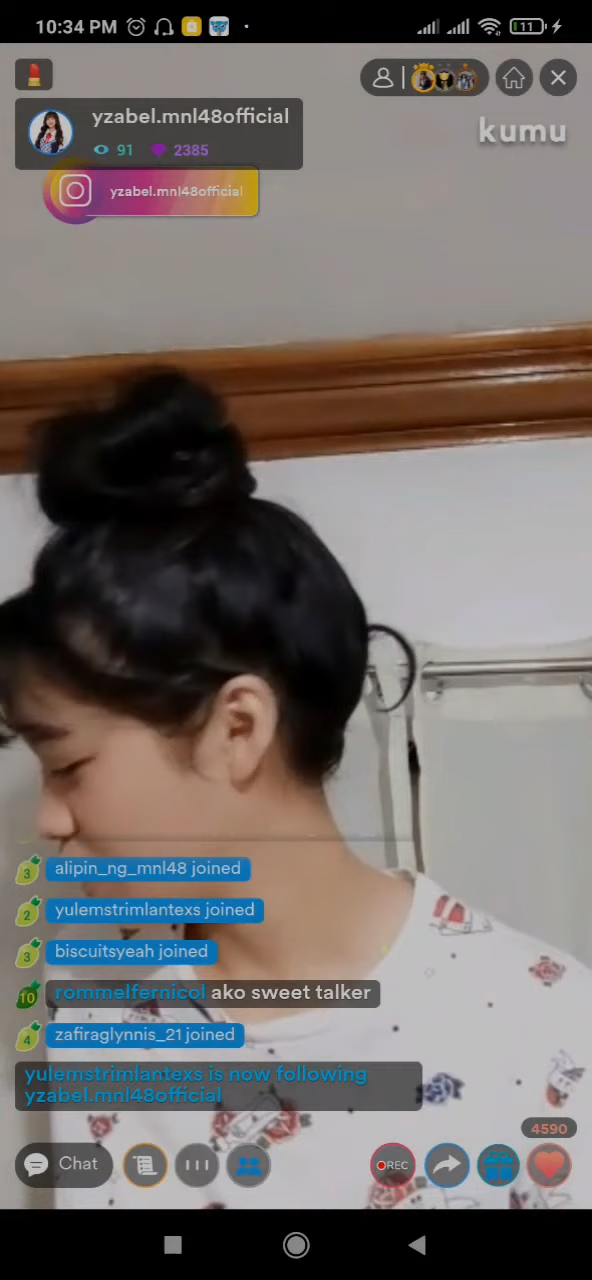 10:34 PM
11
yzabel.mnl48official
91 2385
kumu
yzabel.mnl48official
3 alipin_ng_mnl48 joined
2 yulemstrimlantexs joined
3 biscuitsyeah joined
10 rommelfernicol ako sweet talker
4 zafiraglynnis_21 joined
yulemstrimlantexs is now following
yzabel.mnl48official
4590
Chat
REC